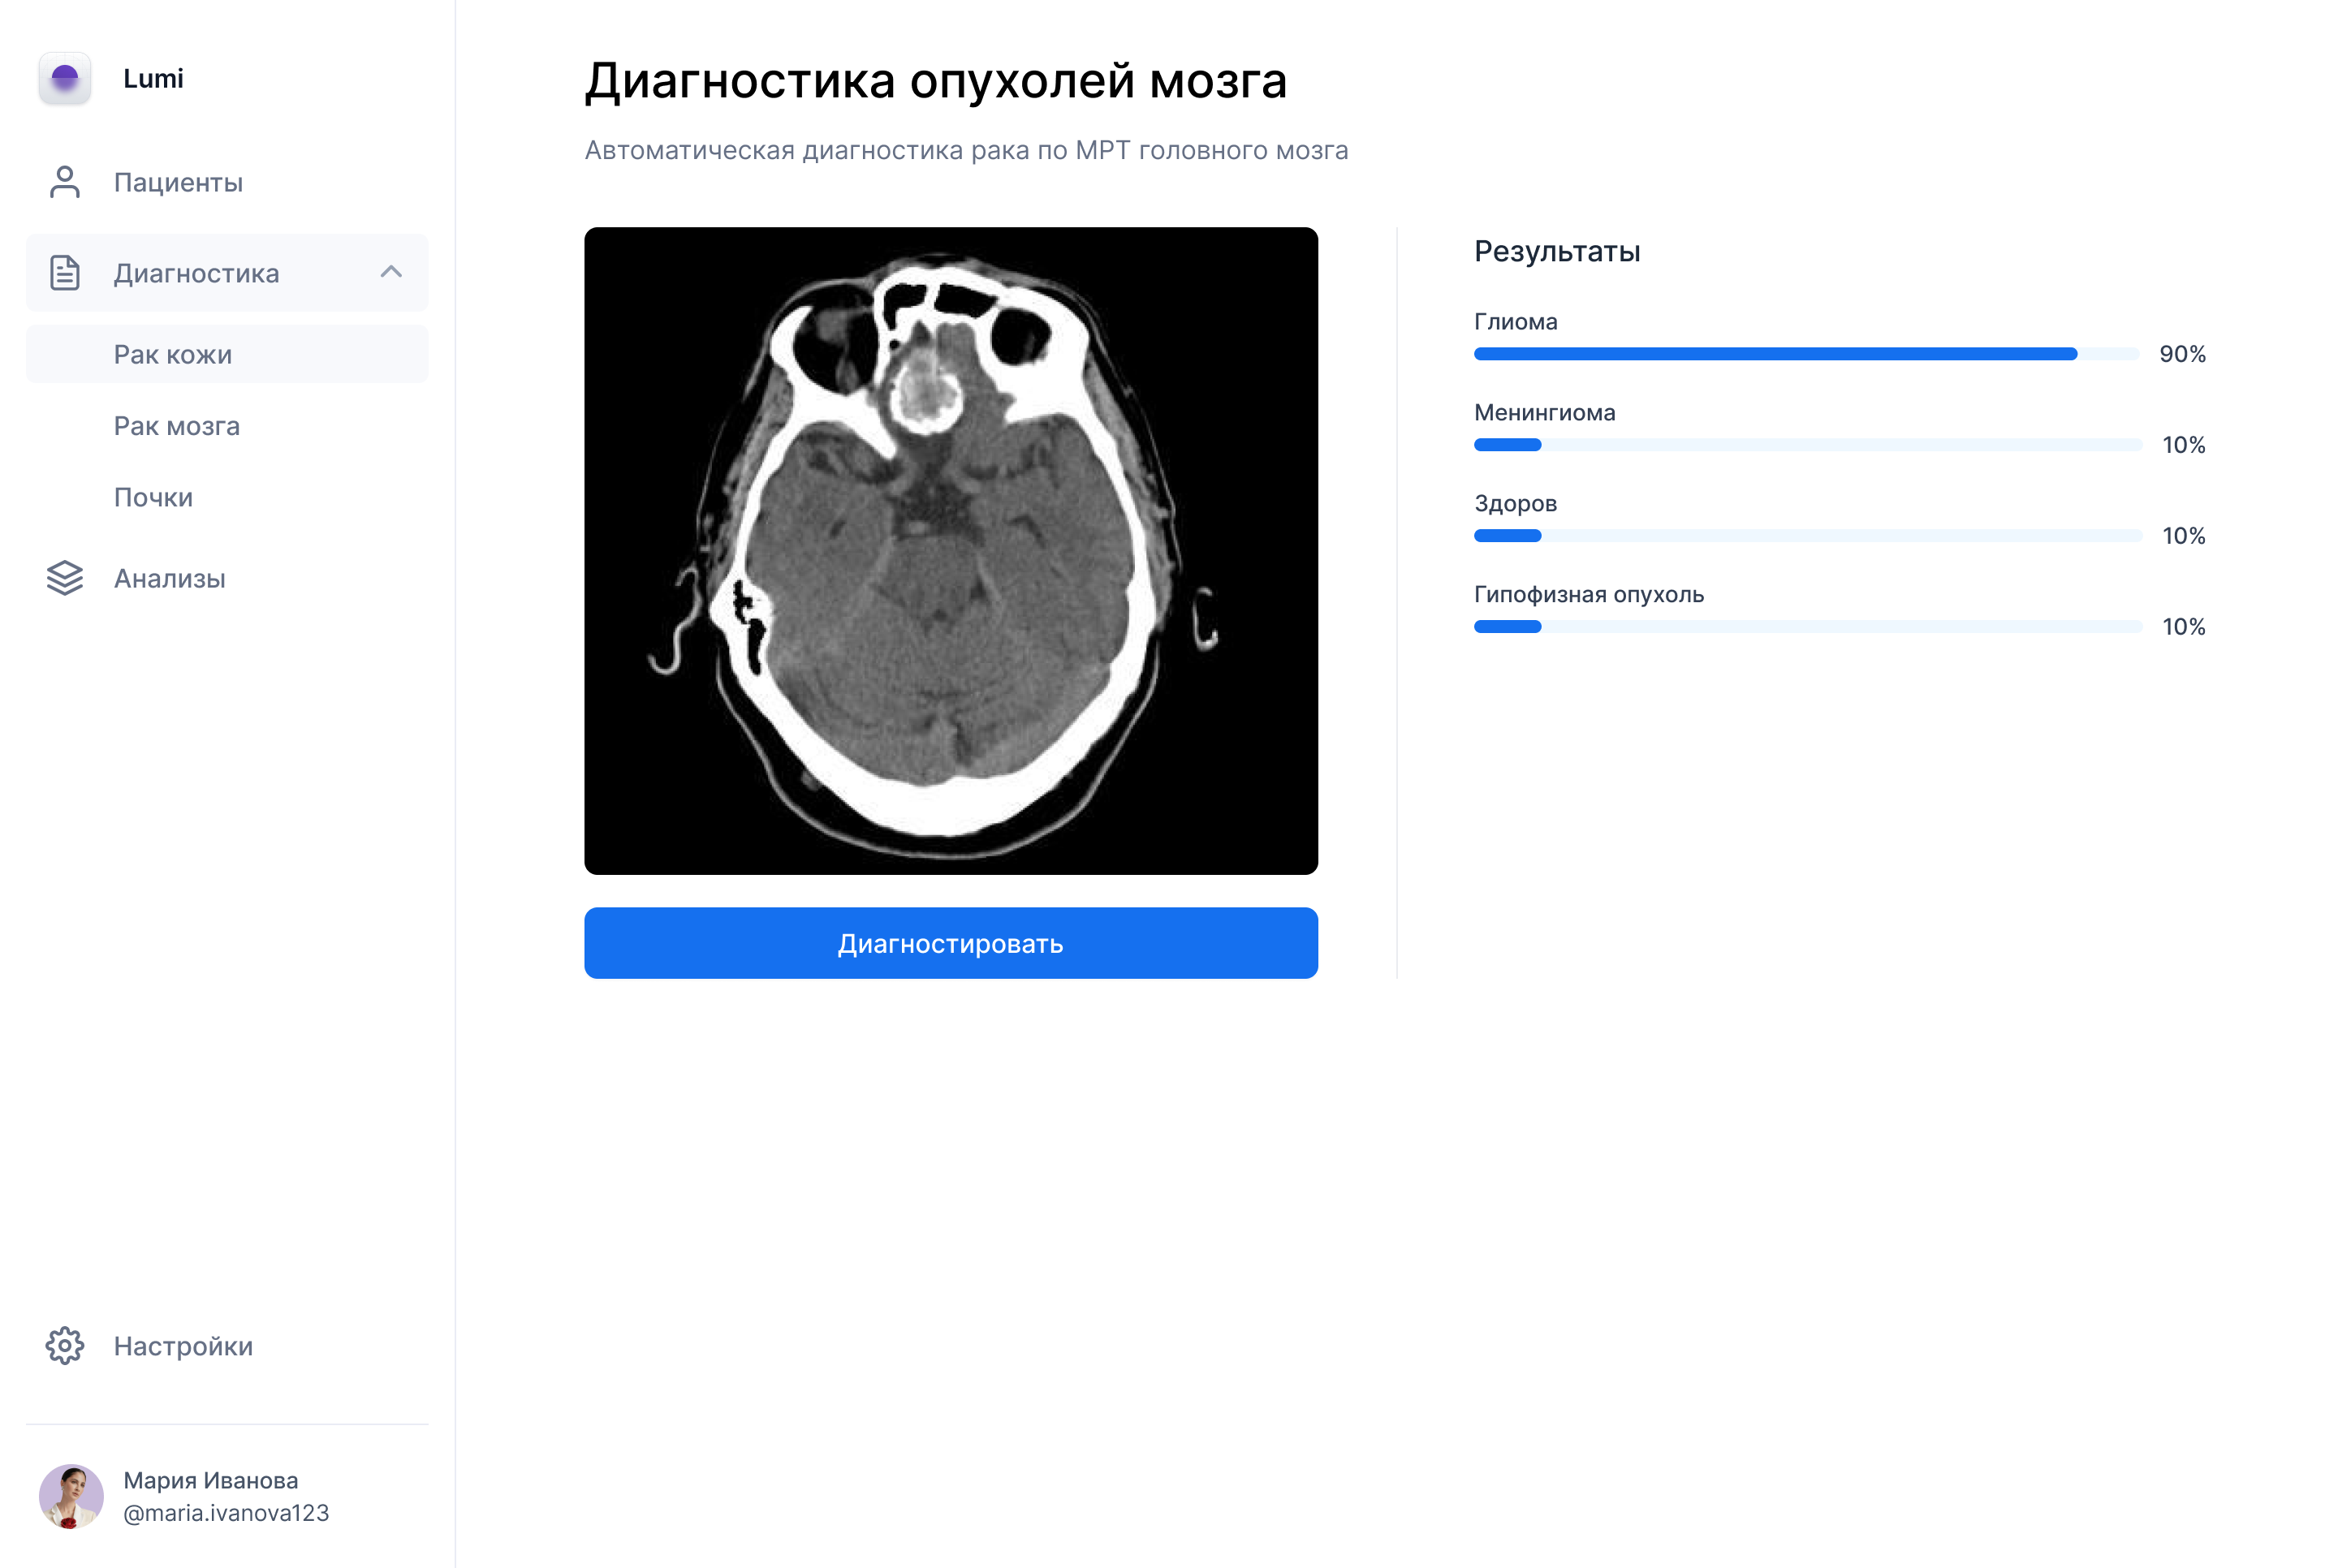 Lumi
Пациенты
Диагностика
Рак кожи
Рак мозга
Почки
Анализы
Настройки
Мария Иванова
@maria.ivanova123
Диагностика опухолей мозга
Автоматическая диагностика рака по МРТ головного мозга
Диагностировать
Результаты
Глиома
90%
Менингиома
10%
Здоров
10%
Гипофизная опухоль
10%